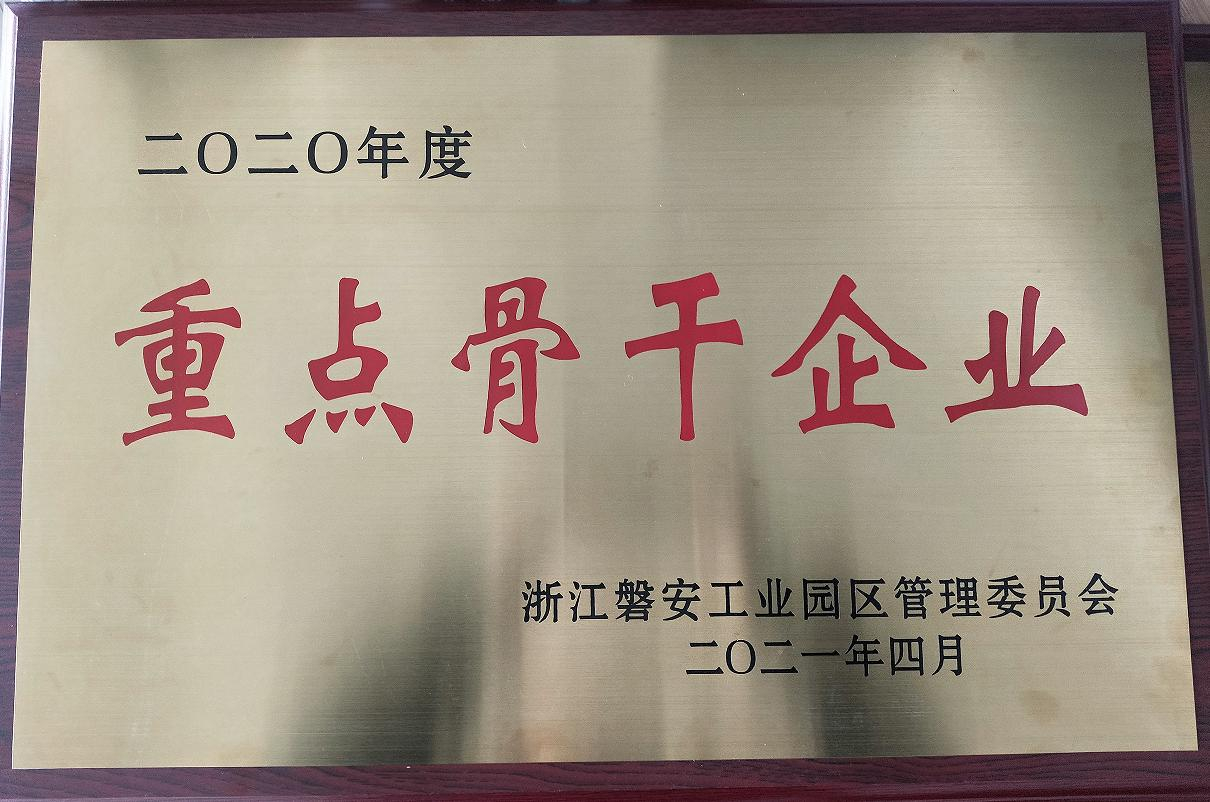 二〇二〇年度
重点骨干企业
浙江磐安工业园区管理委员会
二〇二一年四月